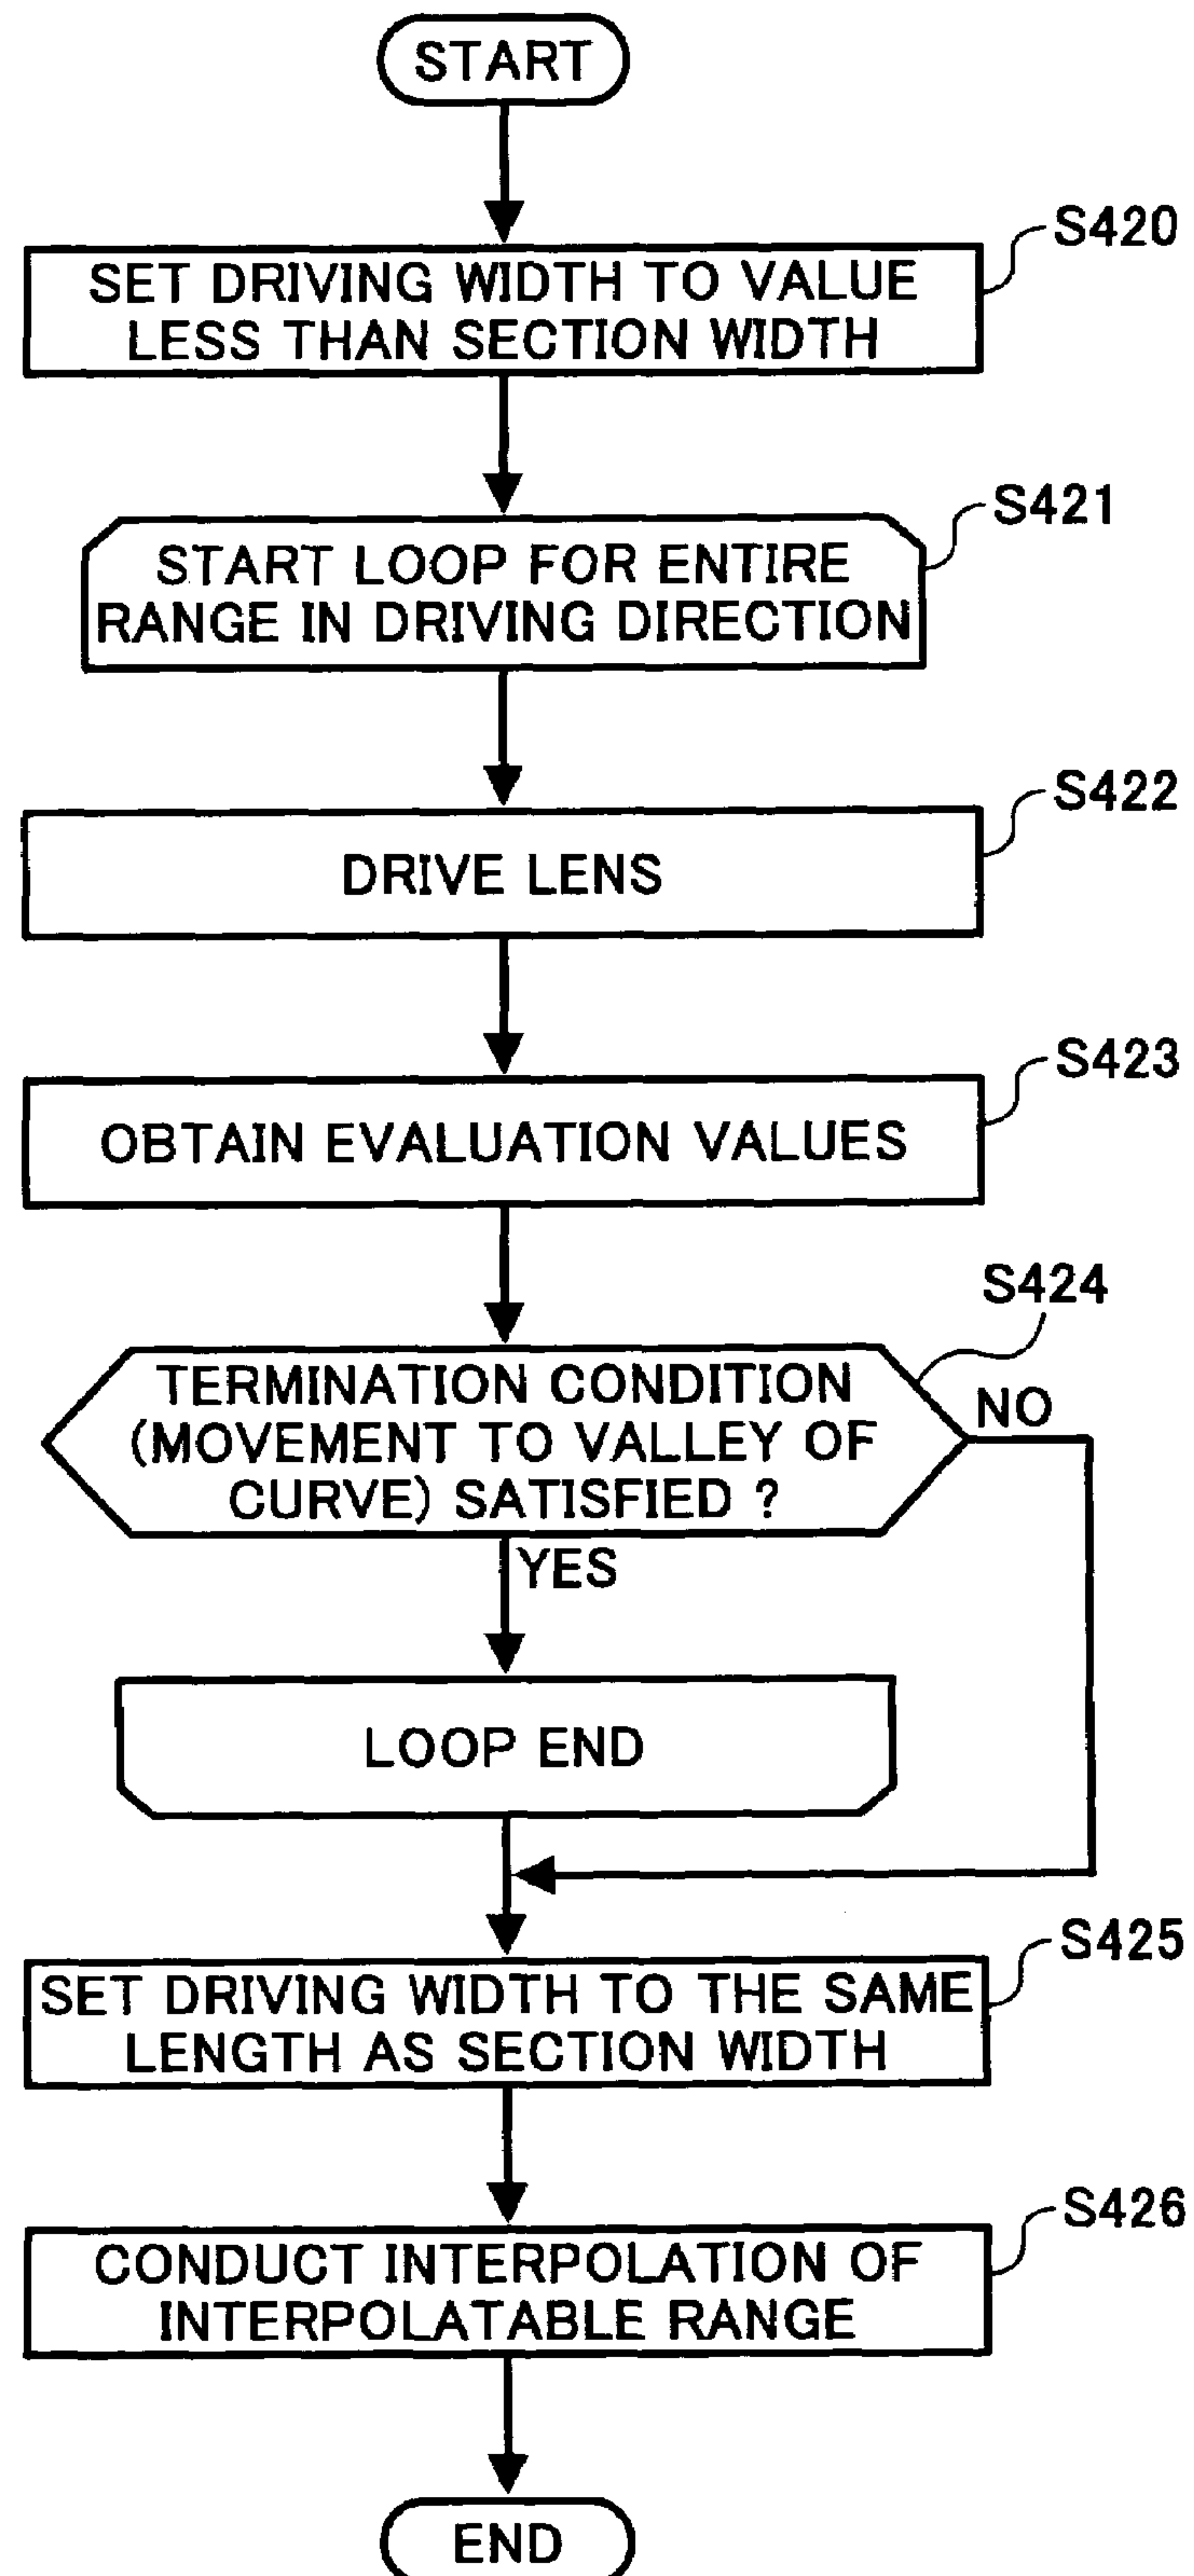 START
S420
SET DRIVING WIDTH TO VALUE
LESS THAN SECTION WIDTH
S421
START LOOP FOR ENTIRE
RANGE IN DRIVING DIRECTION
S422
DRIVE LENS
S423
OBTAIN EVALUATION VALUES
S424
TERMINATION CONDITION
(MOVEMENT TO VALLEY OF
CURVE) SATISFIED ?
NO
YES
LOOP END
S425
SET DRIVING WIDTH TO THE SAME
LENGTH AS SECTION WIDTH
S426
CONDUCT INTERPOLATION OF
INTERPOLATABLE RANGE
END